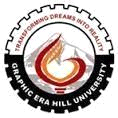 TRANSFORMING DREAMS INTO REALITY
GRAPHIC ERA HILL UNIVERSITY